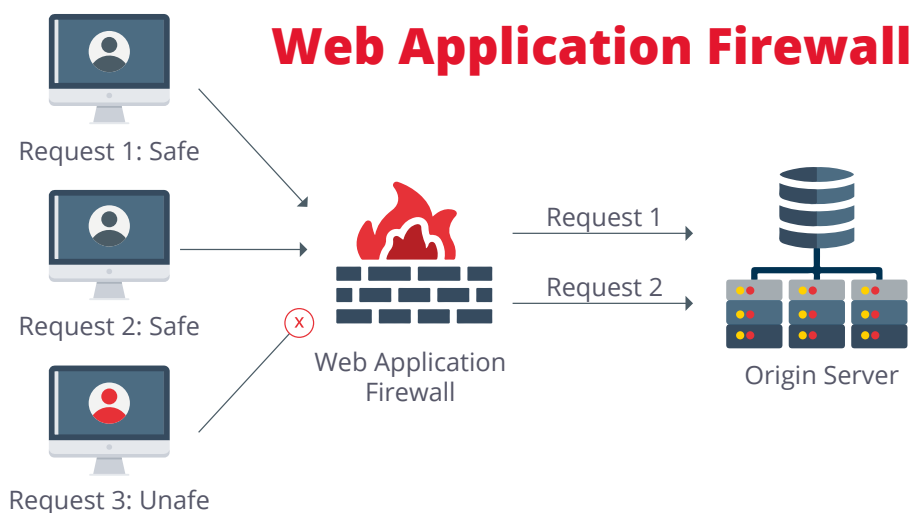 Web Application Firewall
Request 1: Safe
Request 2: Safe
Request 3: Unafe
X
Web Application
Firewall
Request 1
Request 2
Origin Server